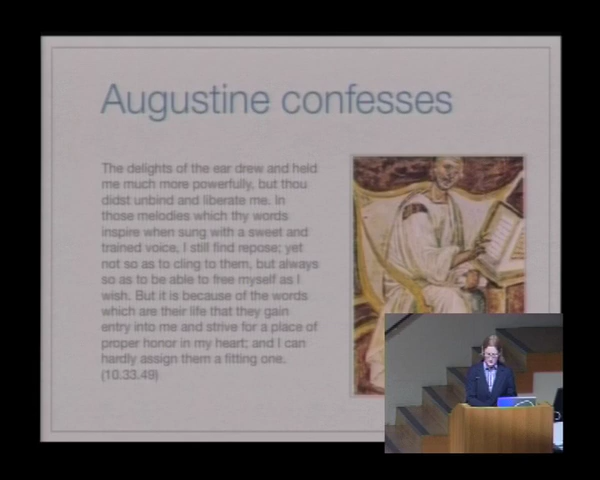 Augustine confesses
The delights of the ear drew and held
me much more powerfully, but thou
didst unbind and liberate me. In
those melodies which thy words
inspire when sung with a sweet and
trained voice, I still find repose; yet
not so as to cling to them, but always
so as to be able to free myself as I
wish. But it is because of the words
which are their life that they gain
entry into me and strive for a place of
proper honor in my heart; and I can
hardly assign them a fitting one.
(10.33.49)